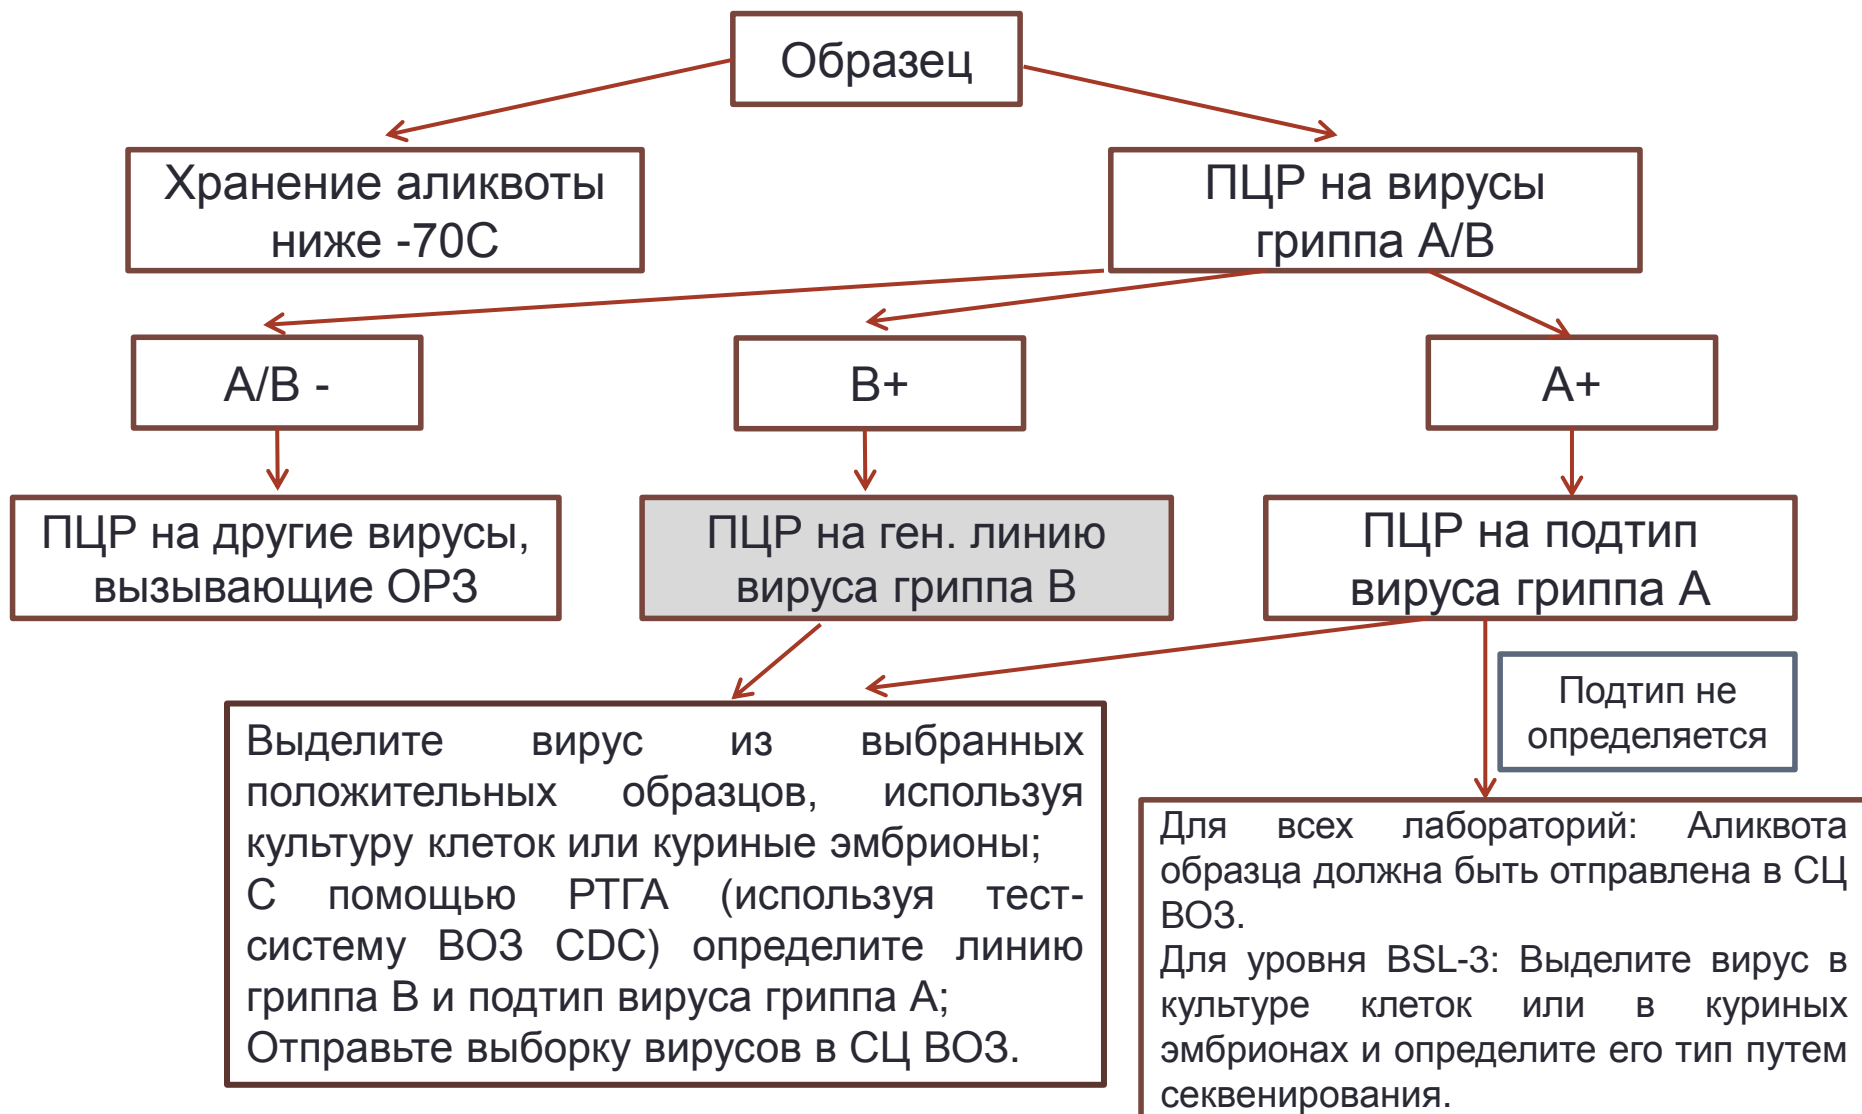 Образец
Хранение аликвоты
ниже -70С
ПЦР на вирусы
гриппа А/В
А/В -
В+
А+
ПЦР на другие вирусы,
вызывающие ОРЗ
ПЦР на ген. линию
вируса гриппа В
ПЦР на подтип
вируса гриппа А
Подтип не
определяется
Выделите вирус из выбранных
положительных образцов, используя
культуру клеток или куриные эмбрионы;
С помощью РТГА (используя тест-
систему ВОЗ CDC) определите линию
гриппа В и подтип вируса гриппа А;
Отправьте выборку вирусов в СЦ ВОЗ.
Для всех лабораторий: Аликвота
образца должна быть отправлена в СЦ
ВОЗ.
Для уровня BSL-3: Выделите вирус в
культуре клеток или в куриных
эмбрионах и определите его тип путем
секвенирования.